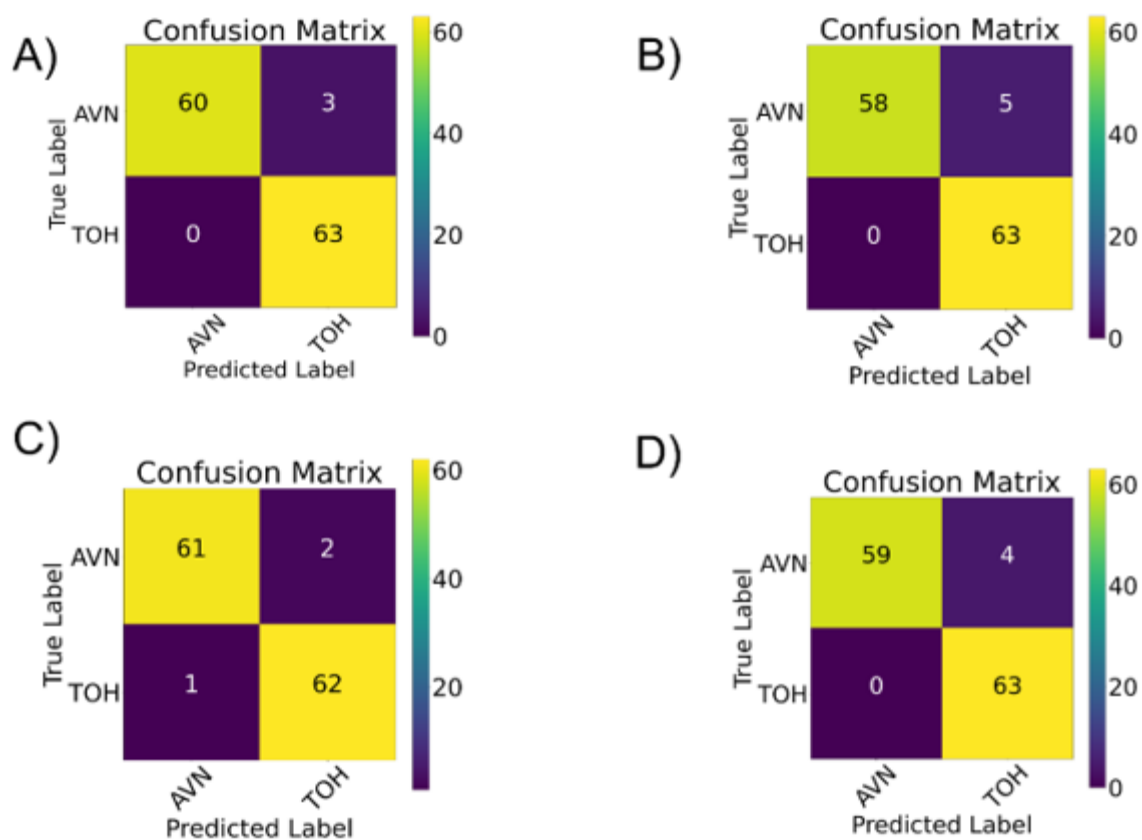 A)
Confusion Matrix
True Label
AVN
60
3
60
40
TOH
0
63
20
0
AVN
TOH
Predicted Label
B)
Confusion Matrix
True Label
AVN
58
5
60
40
TOH
0
63
20
0
AVN
TOH
Predicted Label
C)
Confusion Matrix
True Label
AVN
61
2
60
40
TOH
1
62
20
AVN
TOH
Predicted Label
D)
Confusion Matrix
True Label
AVN
59
4
60
40
TOH
0
63
20
0
AVN
TOH
Predicted Label